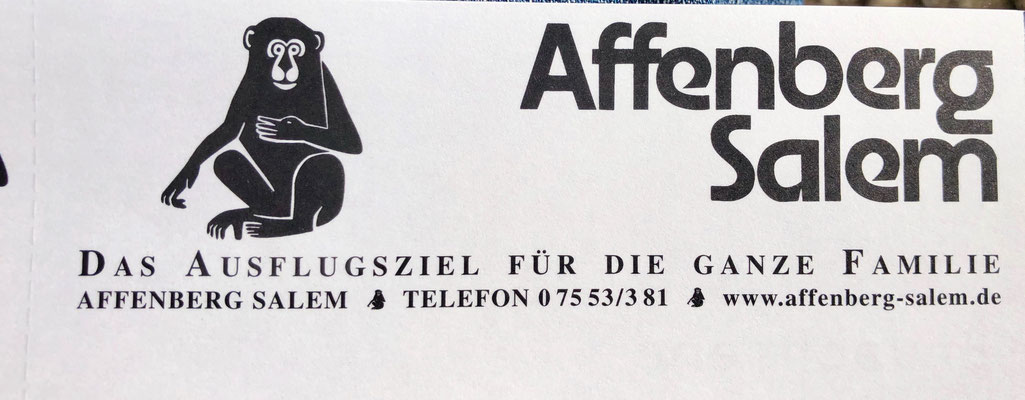 Affenberg
Salem
DAS AUSFLUGSZIEL FÜR DIE GANZE FAMILIE
AFFENBERG SALEM TELEFON 0 75 53/3 81 www.affenberg-salem.de